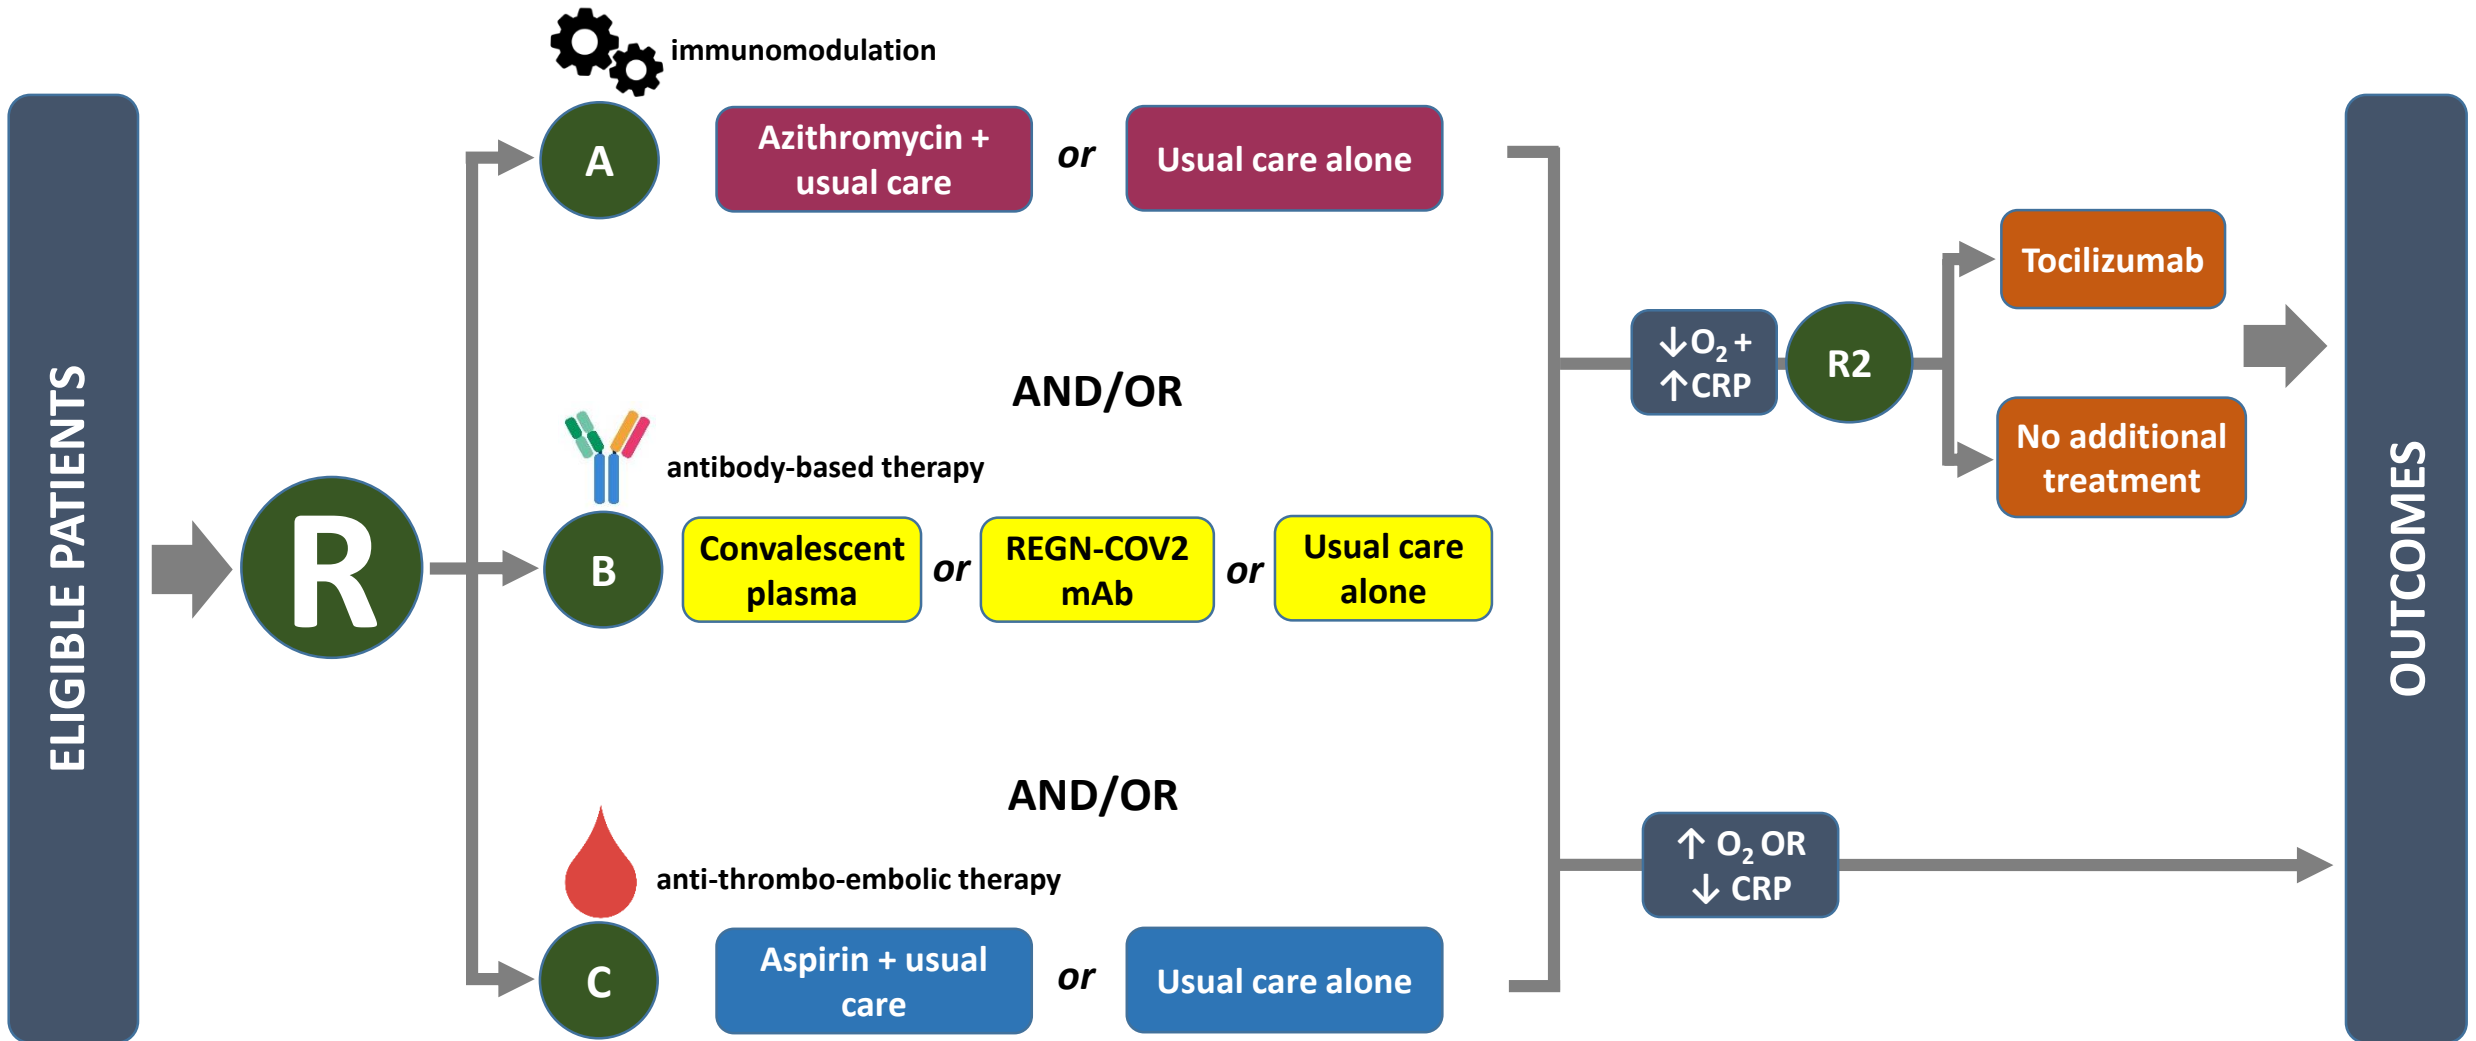 immunomodulation
A
Azithromycin +
usual care
or
Usual care alone
AND/OR
ELIGIBLE PATIENTS
R
antibody-based therapy
B
Convalescent
plasma
or
REGN-COV2
mAb
or
Usual care
alone
AND/OR
anti-thrombo-embolic therapy
C
Aspirin + usual
care
or
Usual care alone
↓O₂ +
↑CRP
R2
Tocilizumab
No additional
treatment
↑ O₂ OR
↓ CRP
OUTCOMES